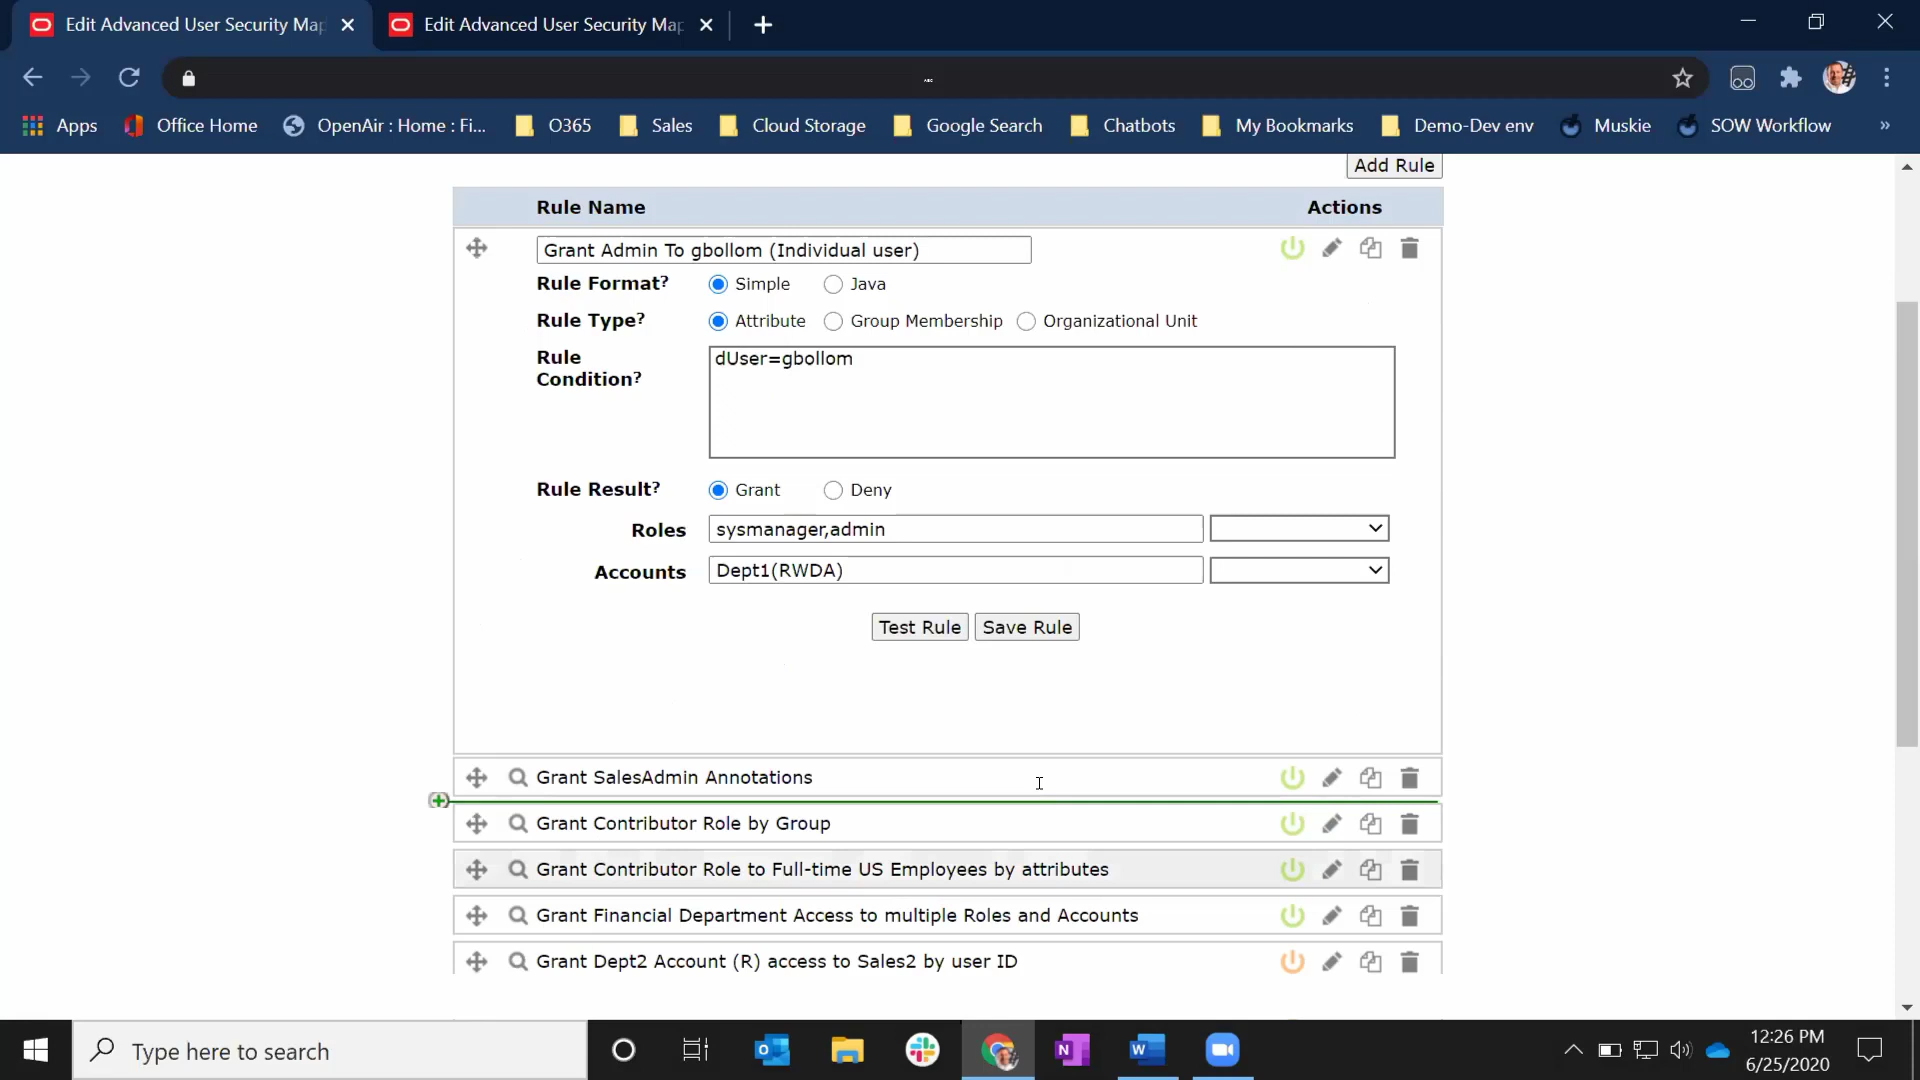 Edit Advanced User Security Map
Edit Advanced User Security Map
Apps
Office Home
OpenAir : Home : Fi...
O365
Sales
Cloud Storage
Google Search
Chatbots
My Bookmarks
Demo-Dev env
Muskie
SOW Workflow
»
Add Rule
Rule Name
Actions
Grant Admin To gbollom (Individual user)
Rule Format?
Simple
Java
Rule Type?
Attribute
Group Membership
Organizational Unit
Rule
Condition?
dUser=gbollom
Rule Result?
Grant
Deny
Roles
sysmanager,admin
Accounts
Dept1(RWDA)
Test Rule
Save Rule
Grant SalesAdmin Annotations
Grant Contributor Role by Group
Grant Contributor Role to Full-time US Employees by attributes
Grant Financial Department Access to multiple Roles and Accounts
Grant Dept2 Account (R) access to Sales2 by user ID
Type here to search
12:26 PM
6/25/2020